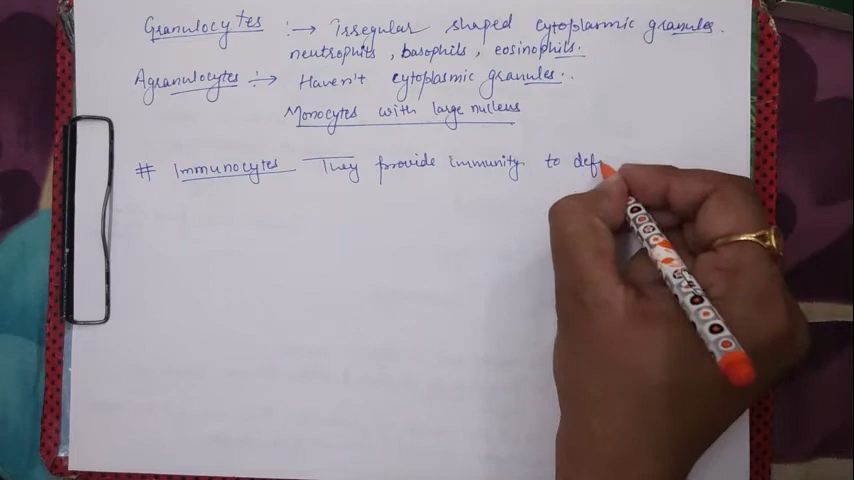 Granulocytes :→ Irregular shaped cytoplasmic granules.
neutrophils, basophils, eosinophils.
Agranulocytes :→ Haven't cytoplasmic granules.
Monocytes with large nucleus
# Immunocytes They provide immunity to def